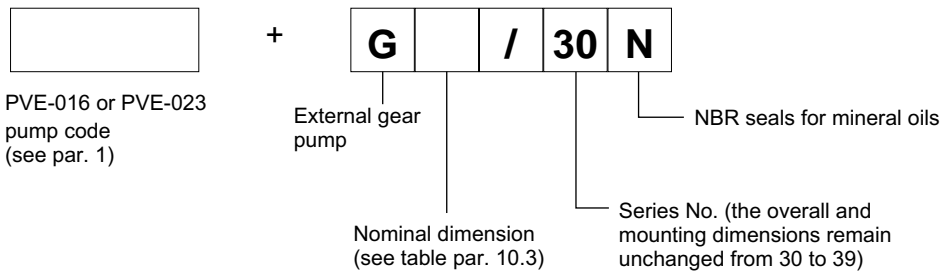 +
G / 30 N
PVE-016 or PVE-023
pump code
(see par. 1)
External gear
pump
NBR seals for mineral oils
Nominal dimension
(see table par. 10.3)
Series No. (the overall and
mounting dimensions remain
unchanged from 30 to 39)